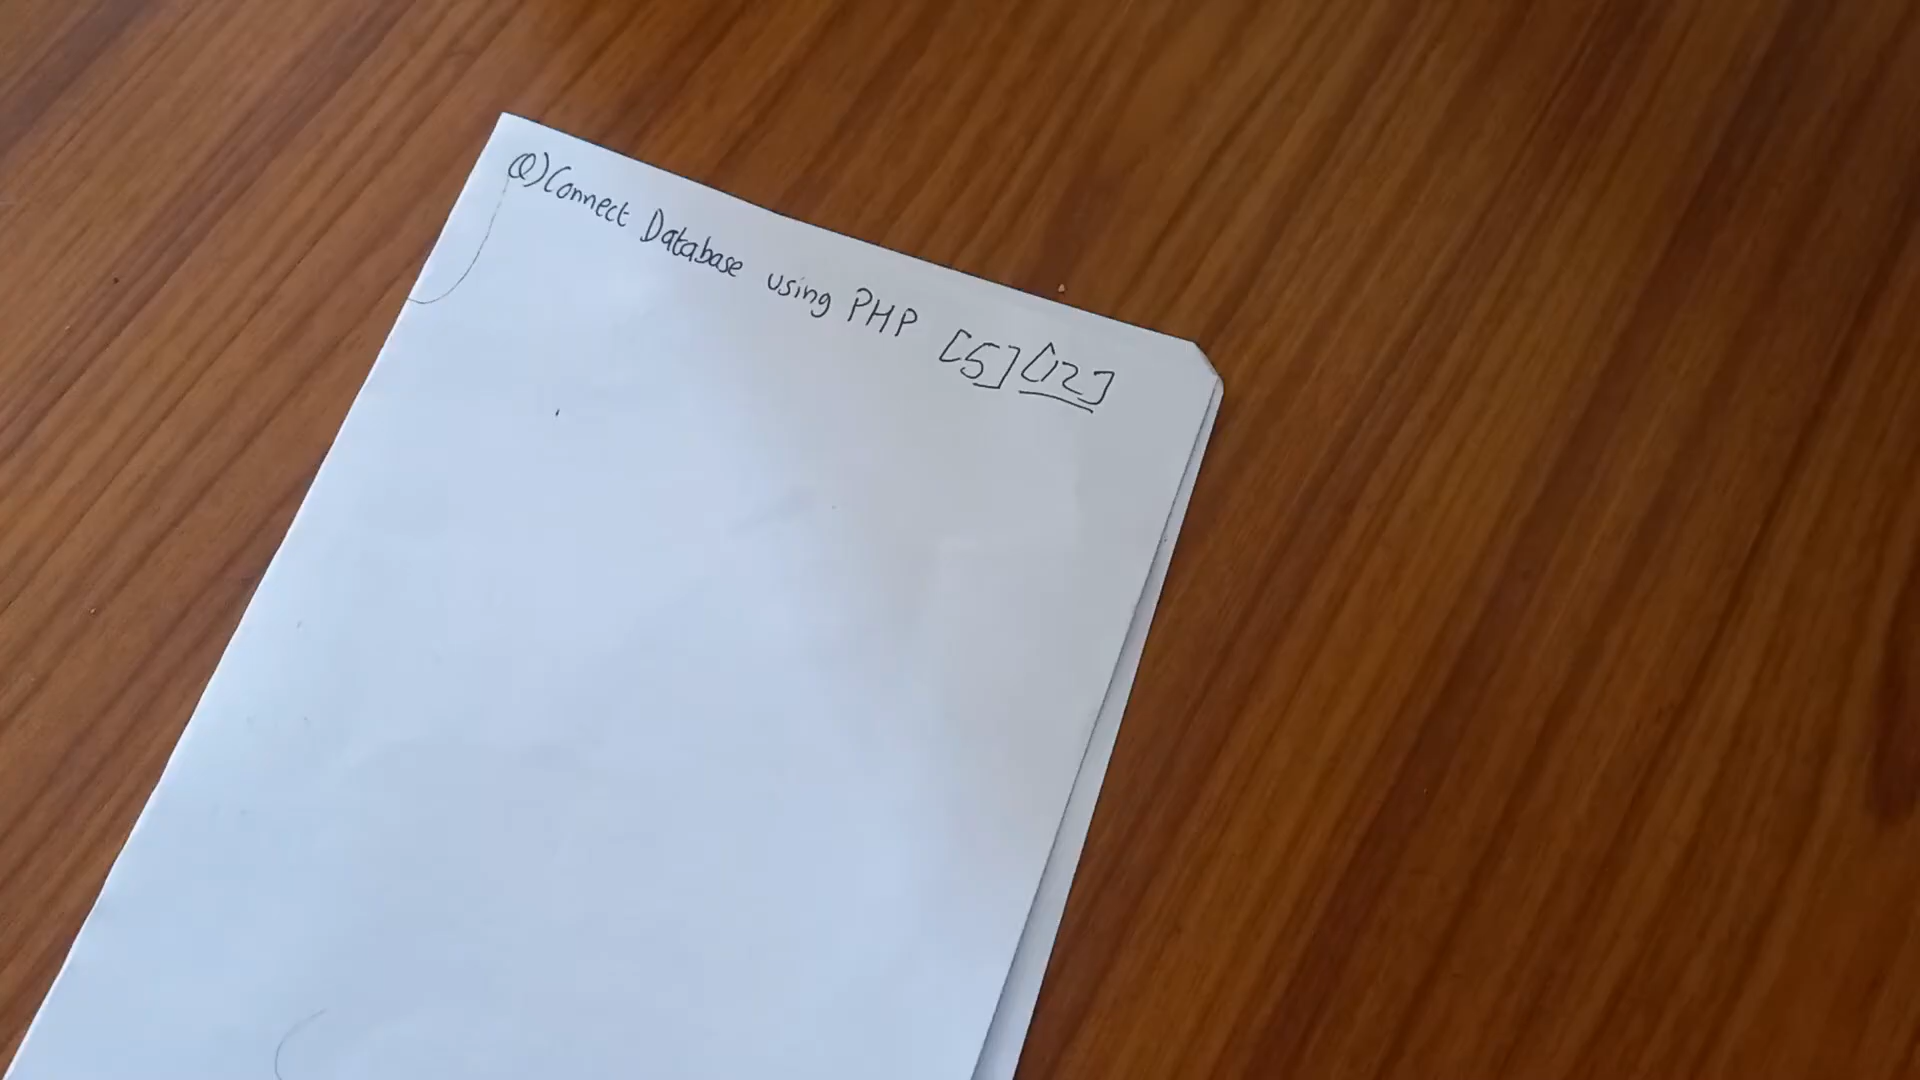 Q) Connect Database using PHP [5] [12]